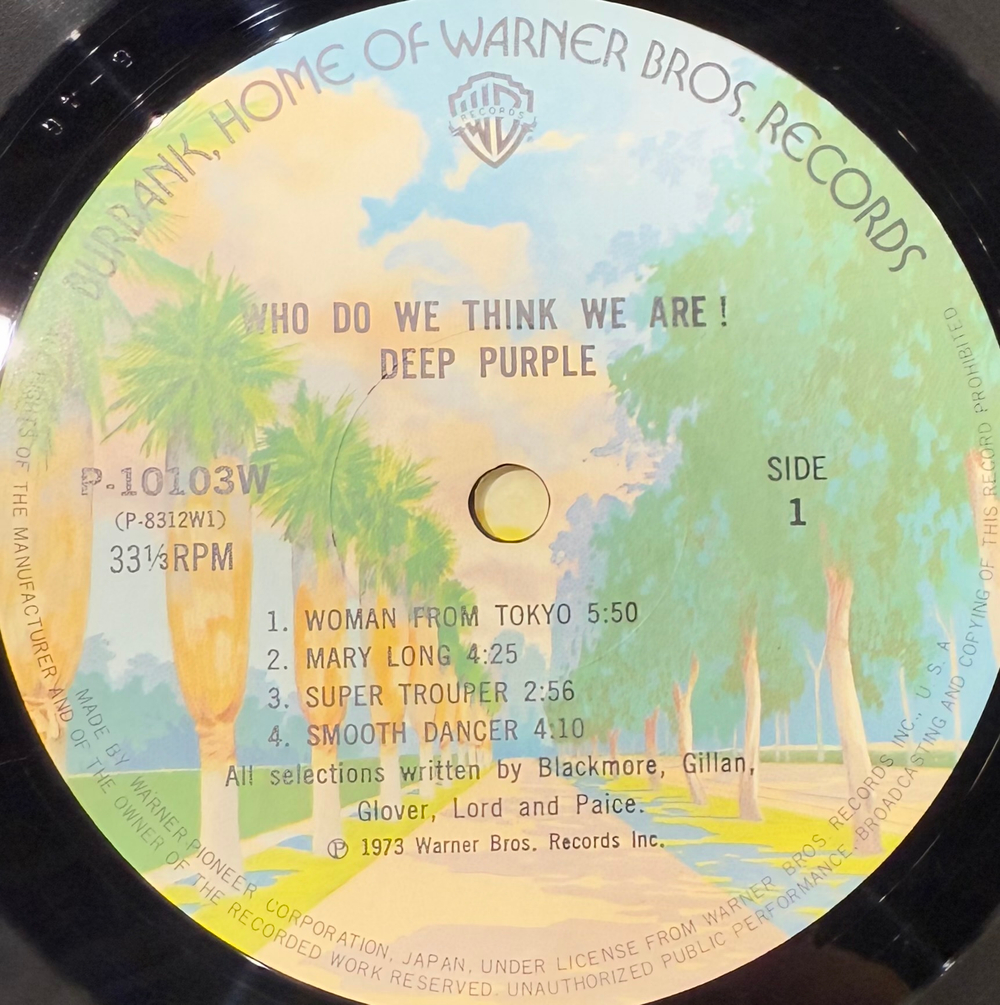 BURBANK, HOME OF WARNER BROS. RECORDS
W B
RECORDS
WHO DO WE THINK WE ARE!
DEEP PURPLE
P-10103W
(P-8312W1)
33⅓ RPM
SIDE
1
1. WOMAN FROM TOKYO 5:50
2. MARY LONG 4:25
3. SUPER TROUPER 2:56
4. SMOOTH DANCER 4:10
All selections written by Blackmore, Gillan,
Glover, Lord and Paice.
℗ 1973 Warner Bros. Records Inc.
MADE BY WARNER PIONEER CORPORATION, JAPAN, UNDER LICENSE FROM WARNER BROS RECORDS INC., U. S. A
RIGHTS OF THE MANUFACTURER AND OF THE OWNER OF THE RECORDED WORK RESERVED. UNAUTHORIZED PUBLIC PERFORMANCE. BROADCASTING AND COPYING OF THIS RECORD PROHIBITED